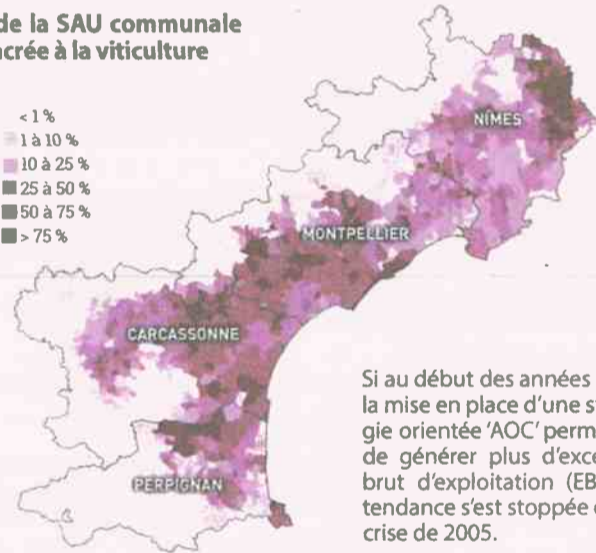 de la SAU communale
acrée à la viticulture
< 1 %
1 à 10 %
10 à 25 %
25 à 50 %
50 à 75 %
> 75 %
NÎMES
MONTPELLIER
CARCASSONNE
PERPIGNAN
Si au début des années
la mise en place d'une s
gie orientée 'AOC' perm
de générer plus d'exce
brut d'exploitation (EB
tendance s'est stoppée
crise de 2005.